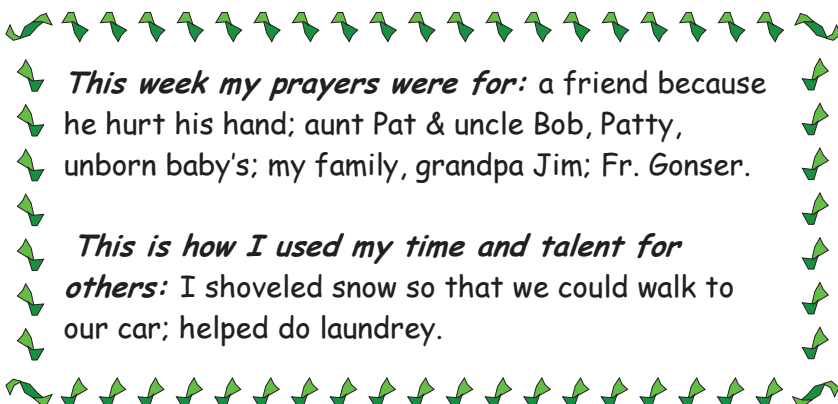 This week my prayers were for: a friend because
he hurt his hand; aunt Pat & uncle Bob, Patty,
unborn baby's; my family, grandpa Jim; Fr. Gonser.
This is how I used my time and talent for
others: I shoveled snow so that we could walk to
our car; helped do laundrey.